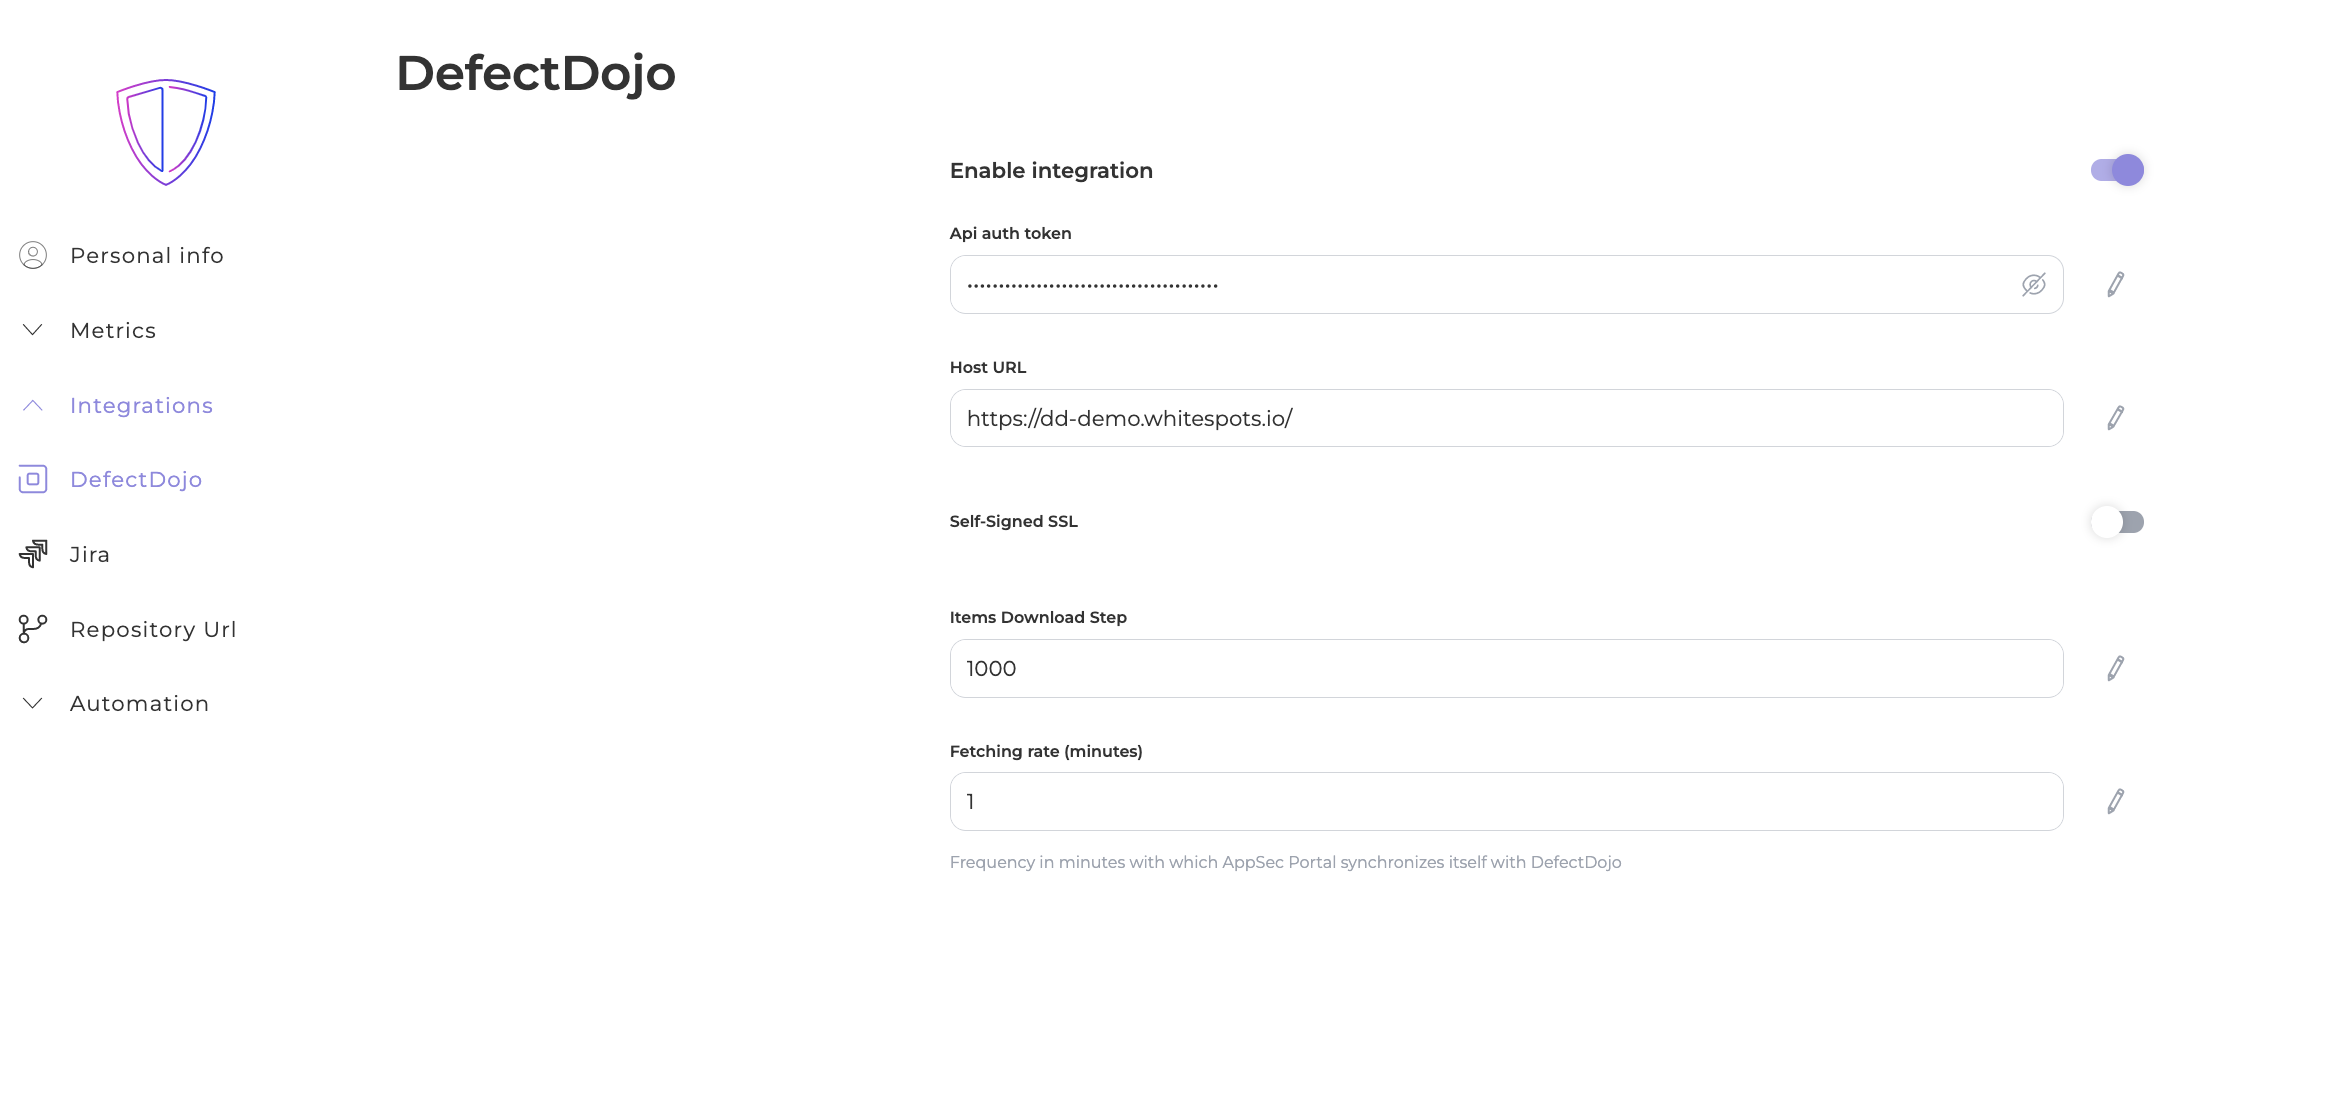 DefectDojo
Personal info
Metrics
Integrations
DefectDojo
Jira
Repository Url
Automation
Enable integration
Api auth token
••••••••••••••••••••••••••••••••••••••••
Host URL
https://dd-demo.whitespots.io/
Self-Signed SSL
Items Download Step
1000
Fetching rate (minutes)
1
Frequency in minutes with which AppSec Portal synchronizes itself with DefectDojo